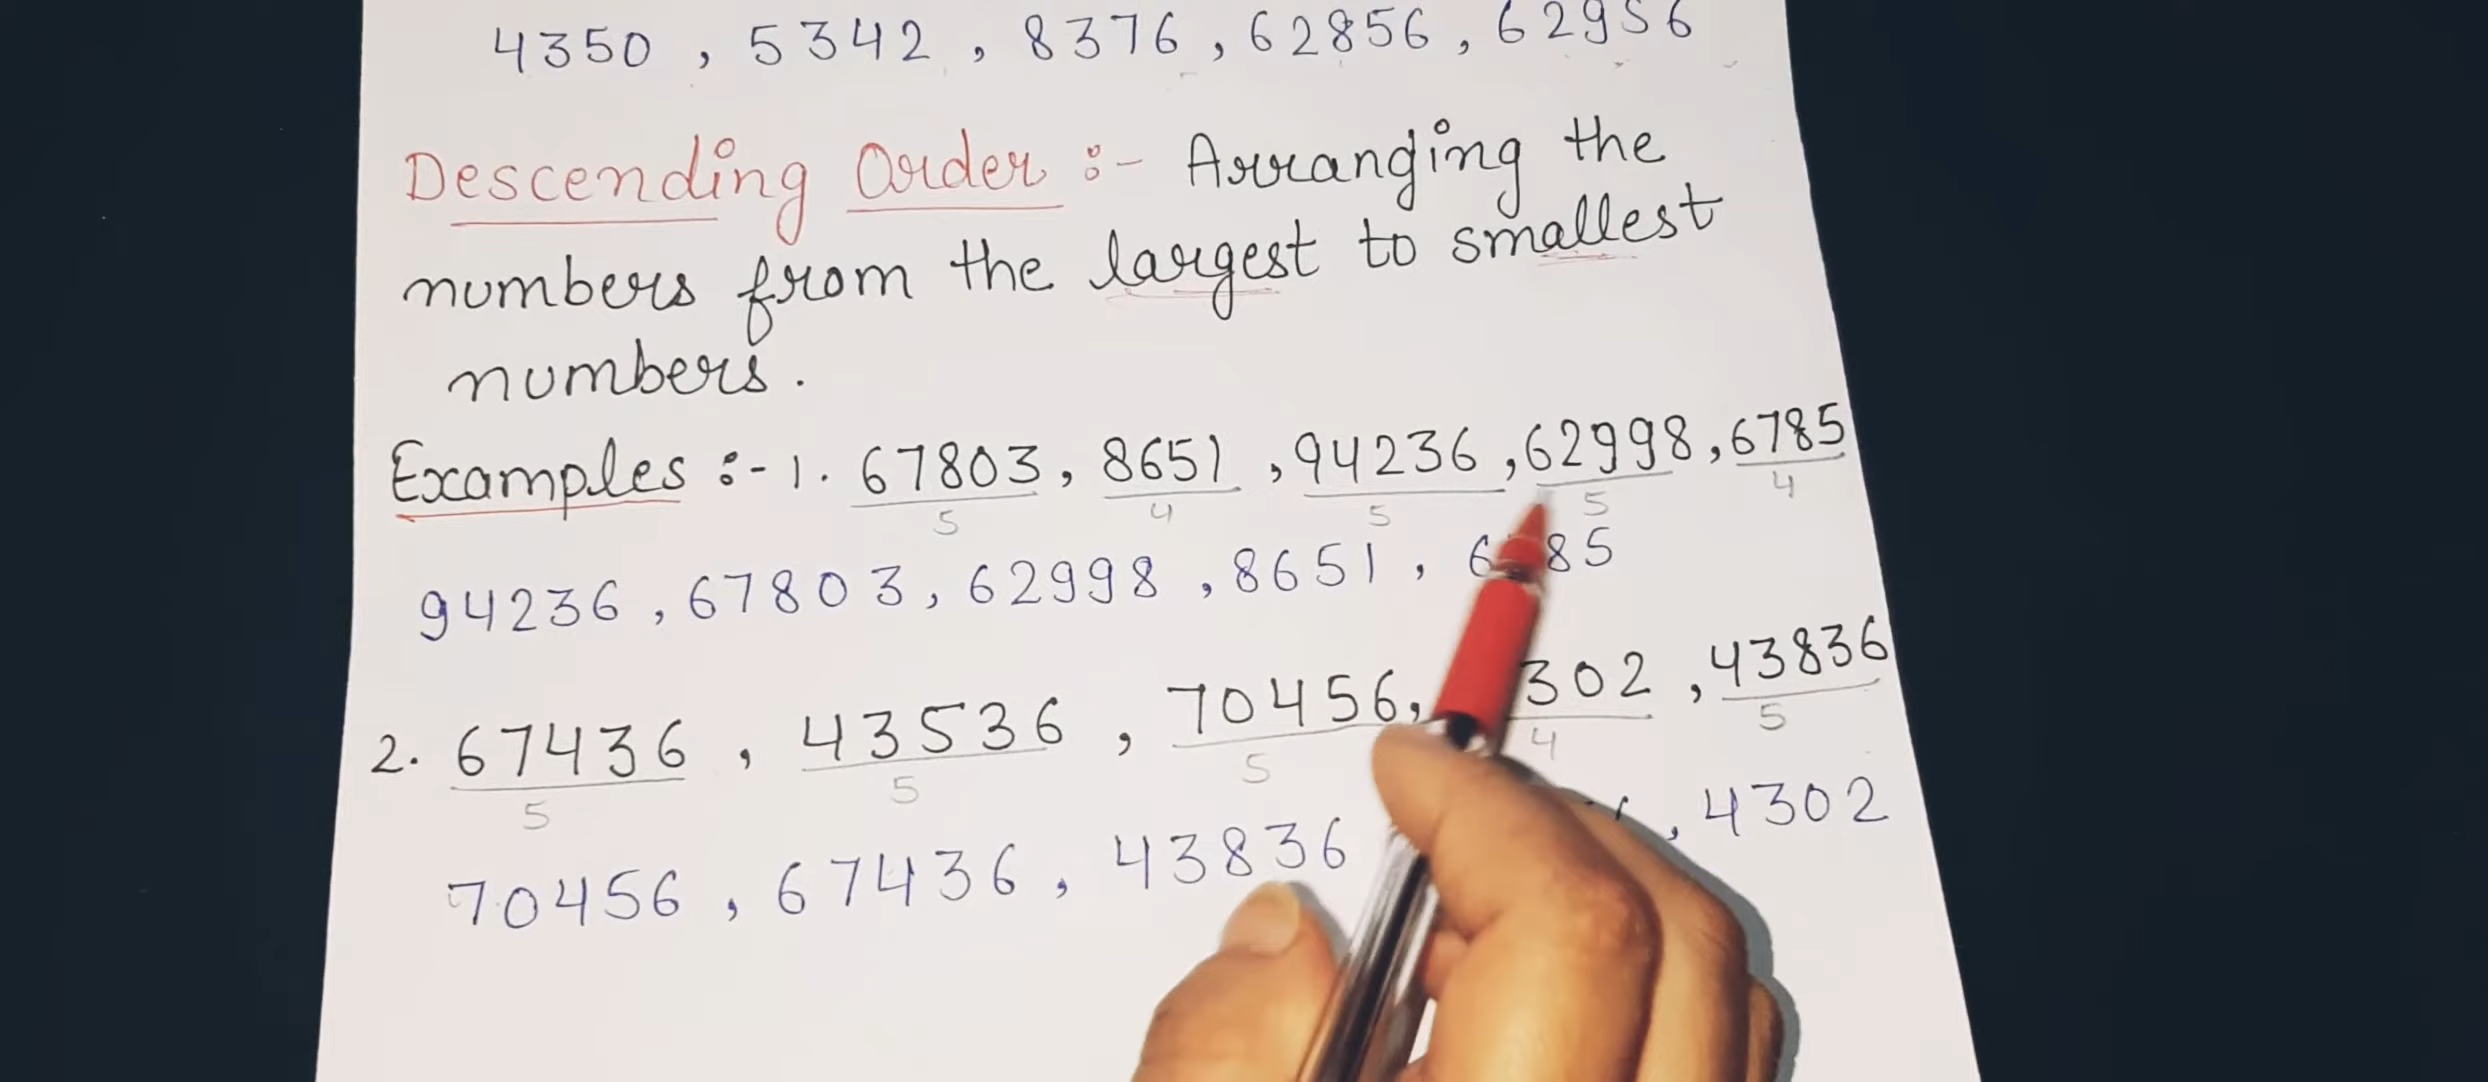 4350 , 5342 , 8376 , 62856 , 62956
Descending Order :- Arranging the
numbers from the largest to smallest
numbers.
Examples :- 1. 67803 , 8651 , 94236 , 62998 , 6785
5 4 5 5 4
94236 , 67803 , 62998 , 8651 ,
2. 67436 , 43536 , 70456, , 43836
5 5 5 4 5
70456 , 67436 , 43836 , 4302